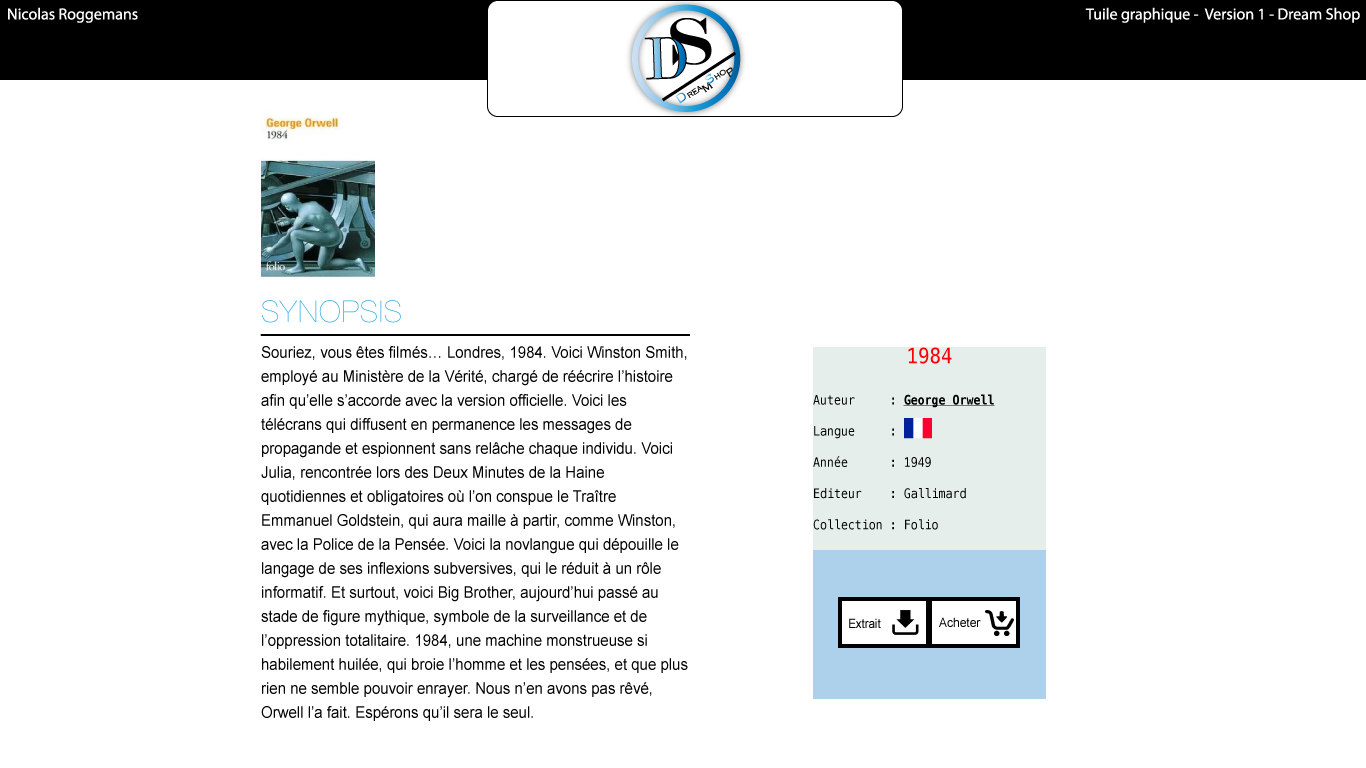 Nicolas Roggemans
Tuile graphique - Version 1 - Dream Shop
DS
DREAM SHOP
George Orwell
1984
folio
SYNOPSIS
Souriez, vous êtes filmés… Londres, 1984. Voici Winston Smith,
employé au Ministère de la Vérité, chargé de réécrire l’histoire
afin qu’elle s’accorde avec la version officielle. Voici les
télécrans qui diffusent en permanence les messages de
propagande et espionnent sans relâche chaque individu. Voici
Julia, rencontrée lors des Deux Minutes de la Haine
quotidiennes et obligatoires où l’on conspue le Traître
Emmanuel Goldstein, qui aura maille à partir, comme Winston,
avec la Police de la Pensée. Voici la novlangue qui dépouille le
langage de ses inflexions subversives, qui le réduit à un rôle
informatif. Et surtout, voici Big Brother, aujourd’hui passé au
stade de figure mythique, symbole de la surveillance et de
l’oppression totalitaire. 1984, une machine monstrueuse si
habilement huilée, qui broie l’homme et les pensées, et que plus
rien ne semble pouvoir enrayer. Nous n’en avons pas rêvé,
Orwell l’a fait. Espérons qu’il sera le seul.
1984
Auteur : George Orwell
Langue :
Année : 1949
Editeur : Gallimard
Collection : Folio
Extrait
Acheter